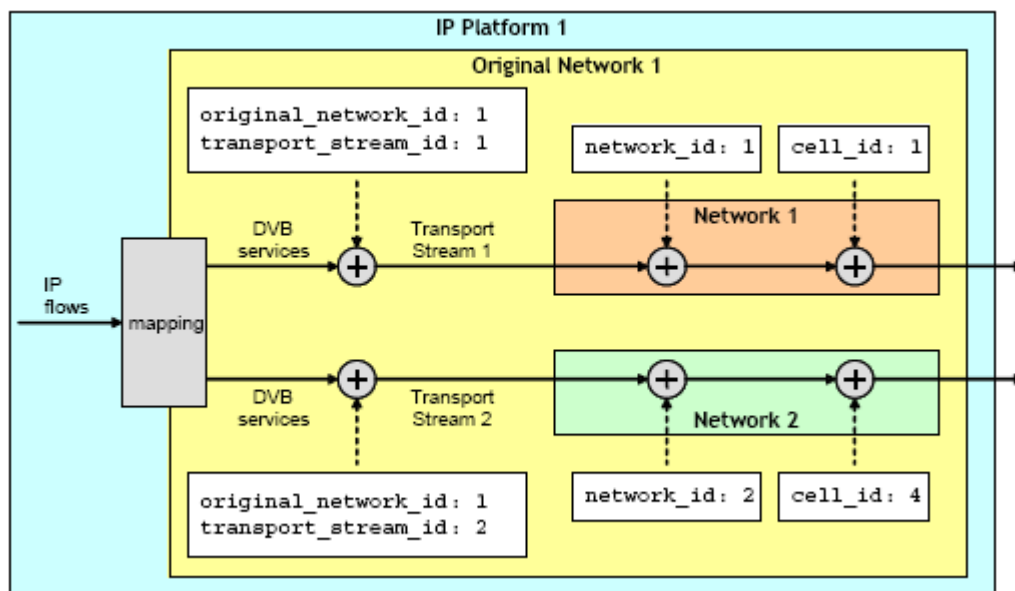 IP Platform 1
Original Network 1
original_network_id: 1
transport_stream_id: 1
network_id: 1
cell_id: 1
Network 1
DVB
services
Transport
Stream 1
IP
flows
mapping
DVB
services
Transport
Stream 2
Network 2
original_network_id: 1
transport_stream_id: 2
network_id: 2
cell_id: 4